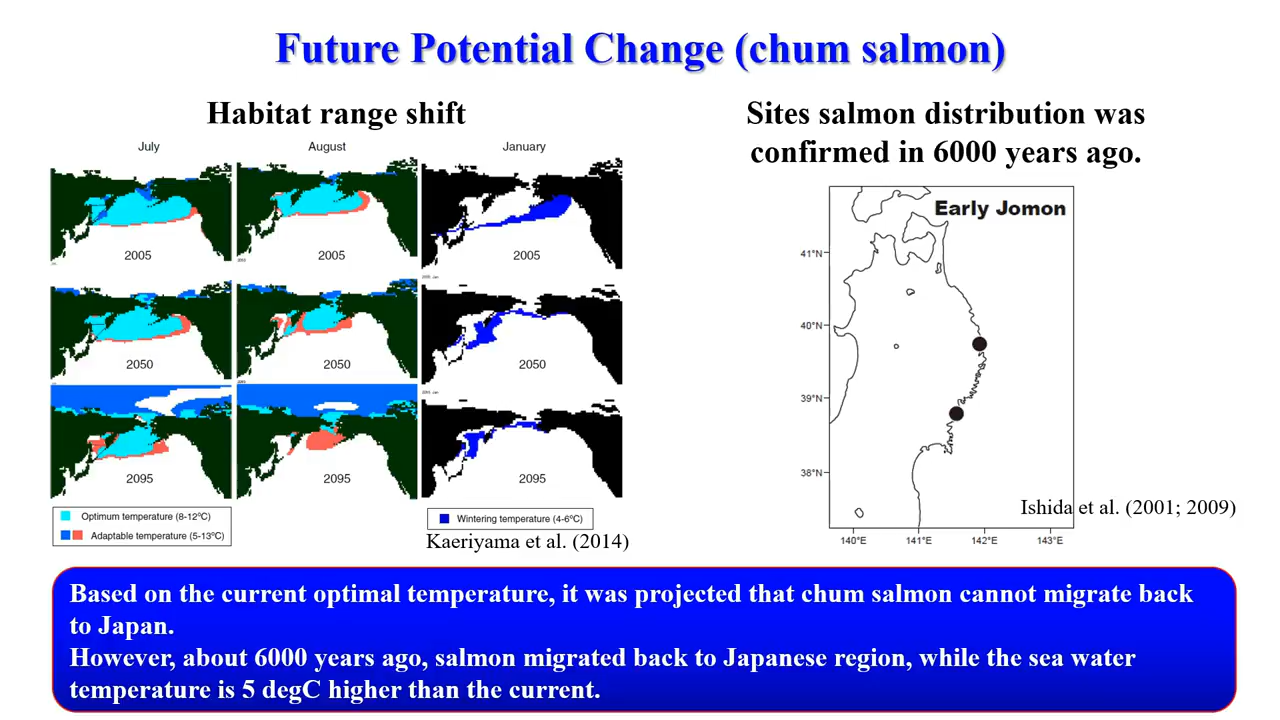 Future Potential Change (chum salmon)
Habitat range shift
July
August
January
2005
2005
2005
2050
2050
2050
2095
2095
2095
Optimum temperature (8-12ºC)
Adaptable temperature (5-13ºC)
Wintering temperature (4-6ºC)
Kaeriyama et al. (2014)
Sites salmon distribution was
confirmed in 6000 years ago.
Early Jomon
41°N
40°N
39°N
38°N
140°E
141°E
142°E
143°E
Ishida et al. (2001; 2009)
Based on the current optimal temperature, it was projected that chum salmon cannot migrate back
to Japan.
However, about 6000 years ago, salmon migrated back to Japanese region, while the sea water
temperature is 5 degC higher than the current.